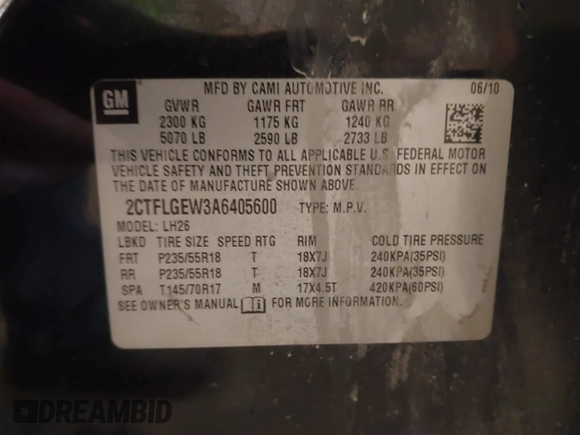 GM
MFD BY CAMI AUTOMOTIVE INC. 06/10
GVWR GAWR FRT GAWR RR
2300 KG 1175 KG 1240 KG
5070 LB 2590 LB 2733 LB
THIS VEHICLE CONFORMS TO ALL APPLICABLE U.S. FEDERAL MOTOR
VEHICLE SAFETY AND THEFT PREVENTION STANDARDS IN EFFECT ON
THE DATE OF MANUFACTURE SHOWN ABOVE.
2CTFLGEW3A6405600 TYPE: M.P.V.
MODEL: LH26
LBKD TIRE SIZE SPEED RTG RIM COLD TIRE PRESSURE
FRT P235/55R18 T 18X7J 240KPA(35PSI)
RR P235/55R18 T 18X7J 240KPA(35PSI)
SPA T145/70R17 M 17X4.5T 420KPA(60PSI)
SEE OWNER'S MANUAL FOR MORE INFORMATION.
DREAMBID